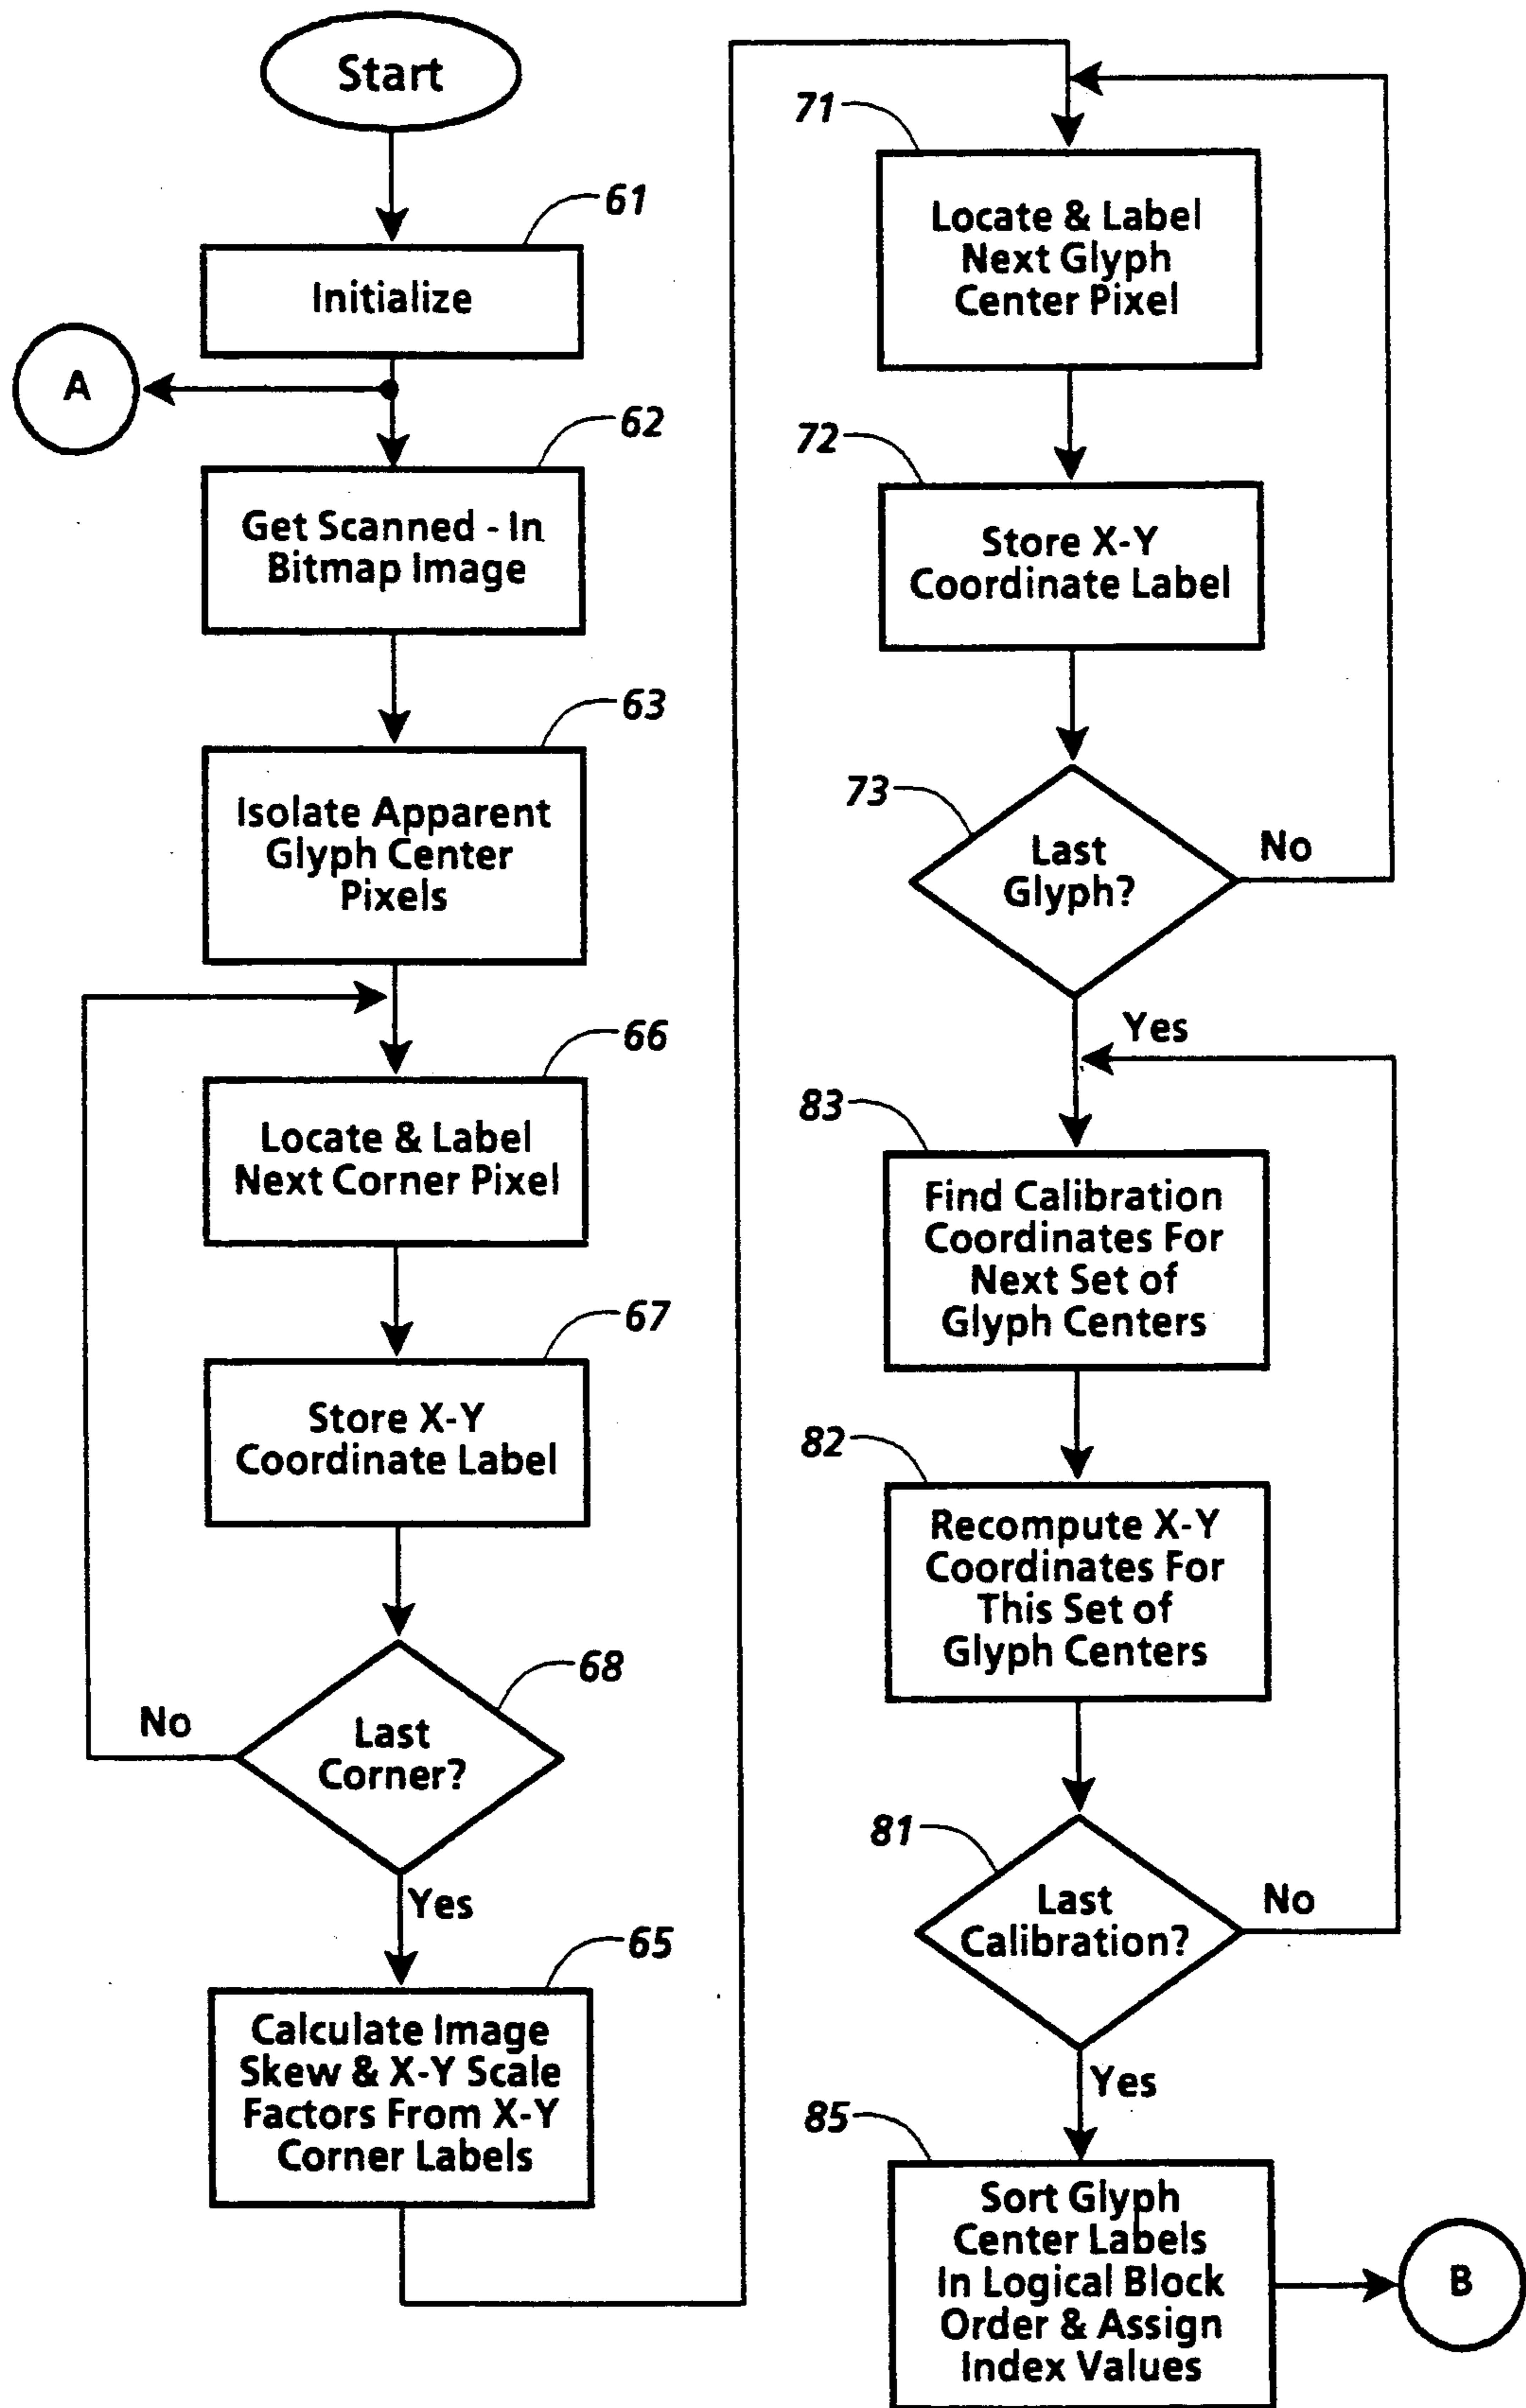 Start
61
Initialize
A
62
Get Scanned - In
Bitmap Image
63
Isolate Apparent
Glyph Center
Pixels
66
Locate & Label
Next Corner Pixel
67
Store X-Y
Coordinate Label
68
Last
Corner?
No
Yes
65
Calculate Image
Skew & X-Y Scale
Factors From X-Y
Corner Labels
71
Locate & Label
Next Glyph
Center Pixel
72
Store X-Y
Coordinate Label
73
Last
Glyph?
No
Yes
83
Find Calibration
Coordinates For
Next Set of
Glyph Centers
82
Recompute X-Y
Coordinates For
This Set of
Glyph Centers
81
Last
Calibration?
No
Yes
85
Sort Glyph
Center Labels
In Logical Block
Order & Assign
Index Values
B